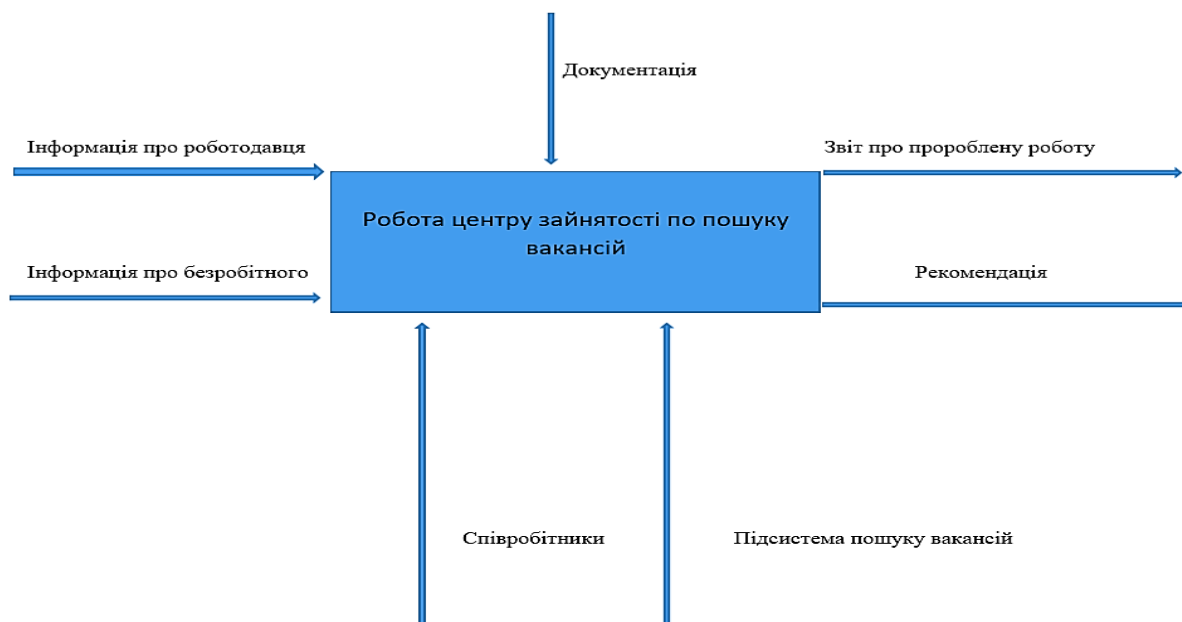 Документація
Інформація про роботодавця
Звіт про пророблену роботу
Робота центру зайнятості по пошуку
вакансій
Інформація про безробітного
Рекомендація
Співробітники
Підсистема пошуку вакансій